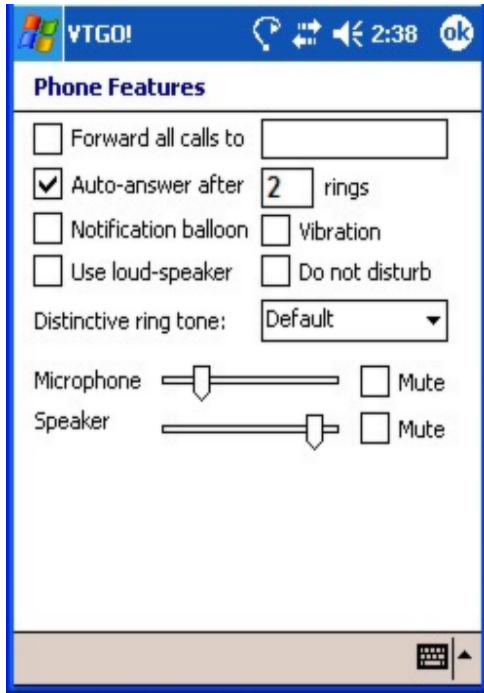 VTGO! 2:38 ok
Phone Features
Forward all calls to
Auto-answer after 2 rings
Notification balloon Vibration
Use loud-speaker Do not disturb
Distinctive ring tone: Default
Microphone Mute
Speaker Mute